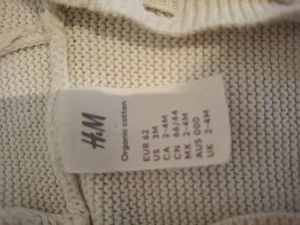 H&M
Organic cotton
EUR 62
US 3M
CA 2-4M
CN 66/44
MX 2-4M
AUS 000
UK 2-4M